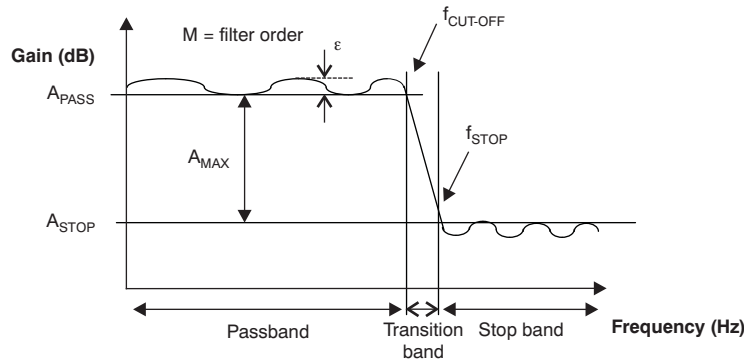 f_CUT-OFF
M = filter order
ε
Gain (dB)
A_PASS
f_STOP
A_MAX
A_STOP
Passband
Transition
band
Stop band
Frequency (Hz)